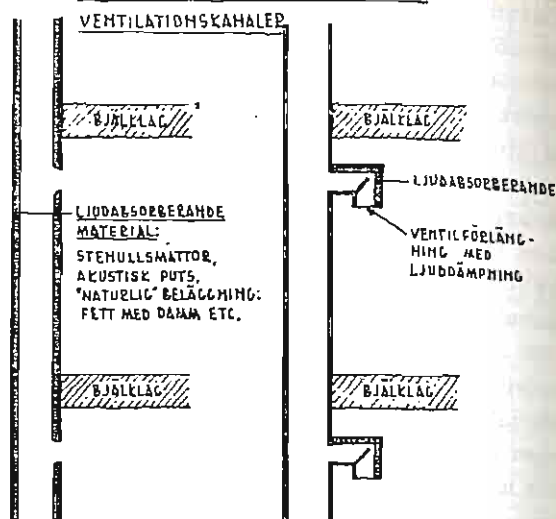 VENTILATIONSKANALER
BJÄLKLAG
BJÄLKLAG
LJUDABSORBERANDE
LJUDABSORBERANDE
MATERIAL:
STENULLSMATTOR,
AKUSTISK PUTS,
"NATURLIG" BELÄGGNING:
FETT MED DAMM ETC.
VENTILFÖRLÄNG-
NING MED
LJUDDÄMPNING
BJÄLKLAG
BJÄLKLAG